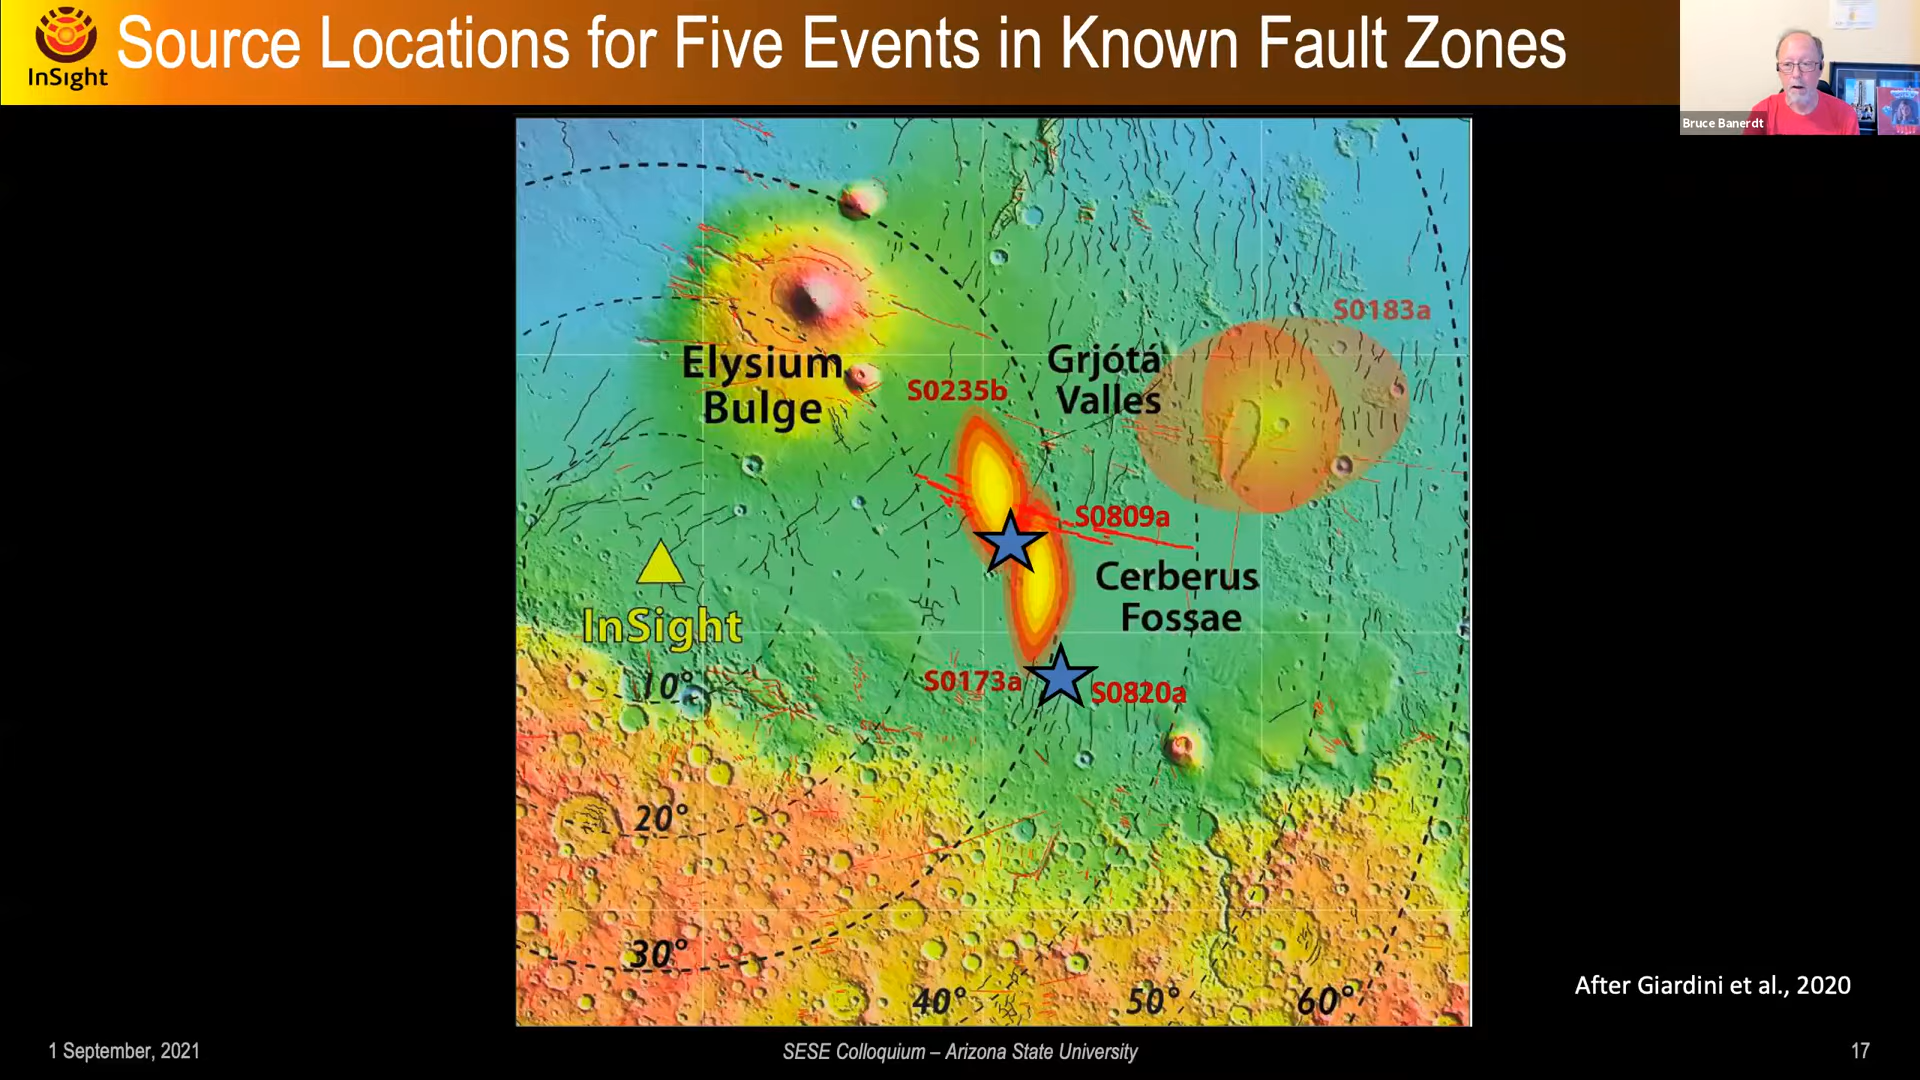 Source Locations for Five Events in Known Fault Zones
InSight
Bruce Banerdt
S0183a
Elysium
Bulge
Grjótá
Valles
S0235b
S0809a
Cerberus
Fossae
InSight
S0173a
S0820a
10°
20°
30°
40°
50°
60°
After Giardini et al., 2020
1 September, 2021
SESE Colloquium – Arizona State University
17